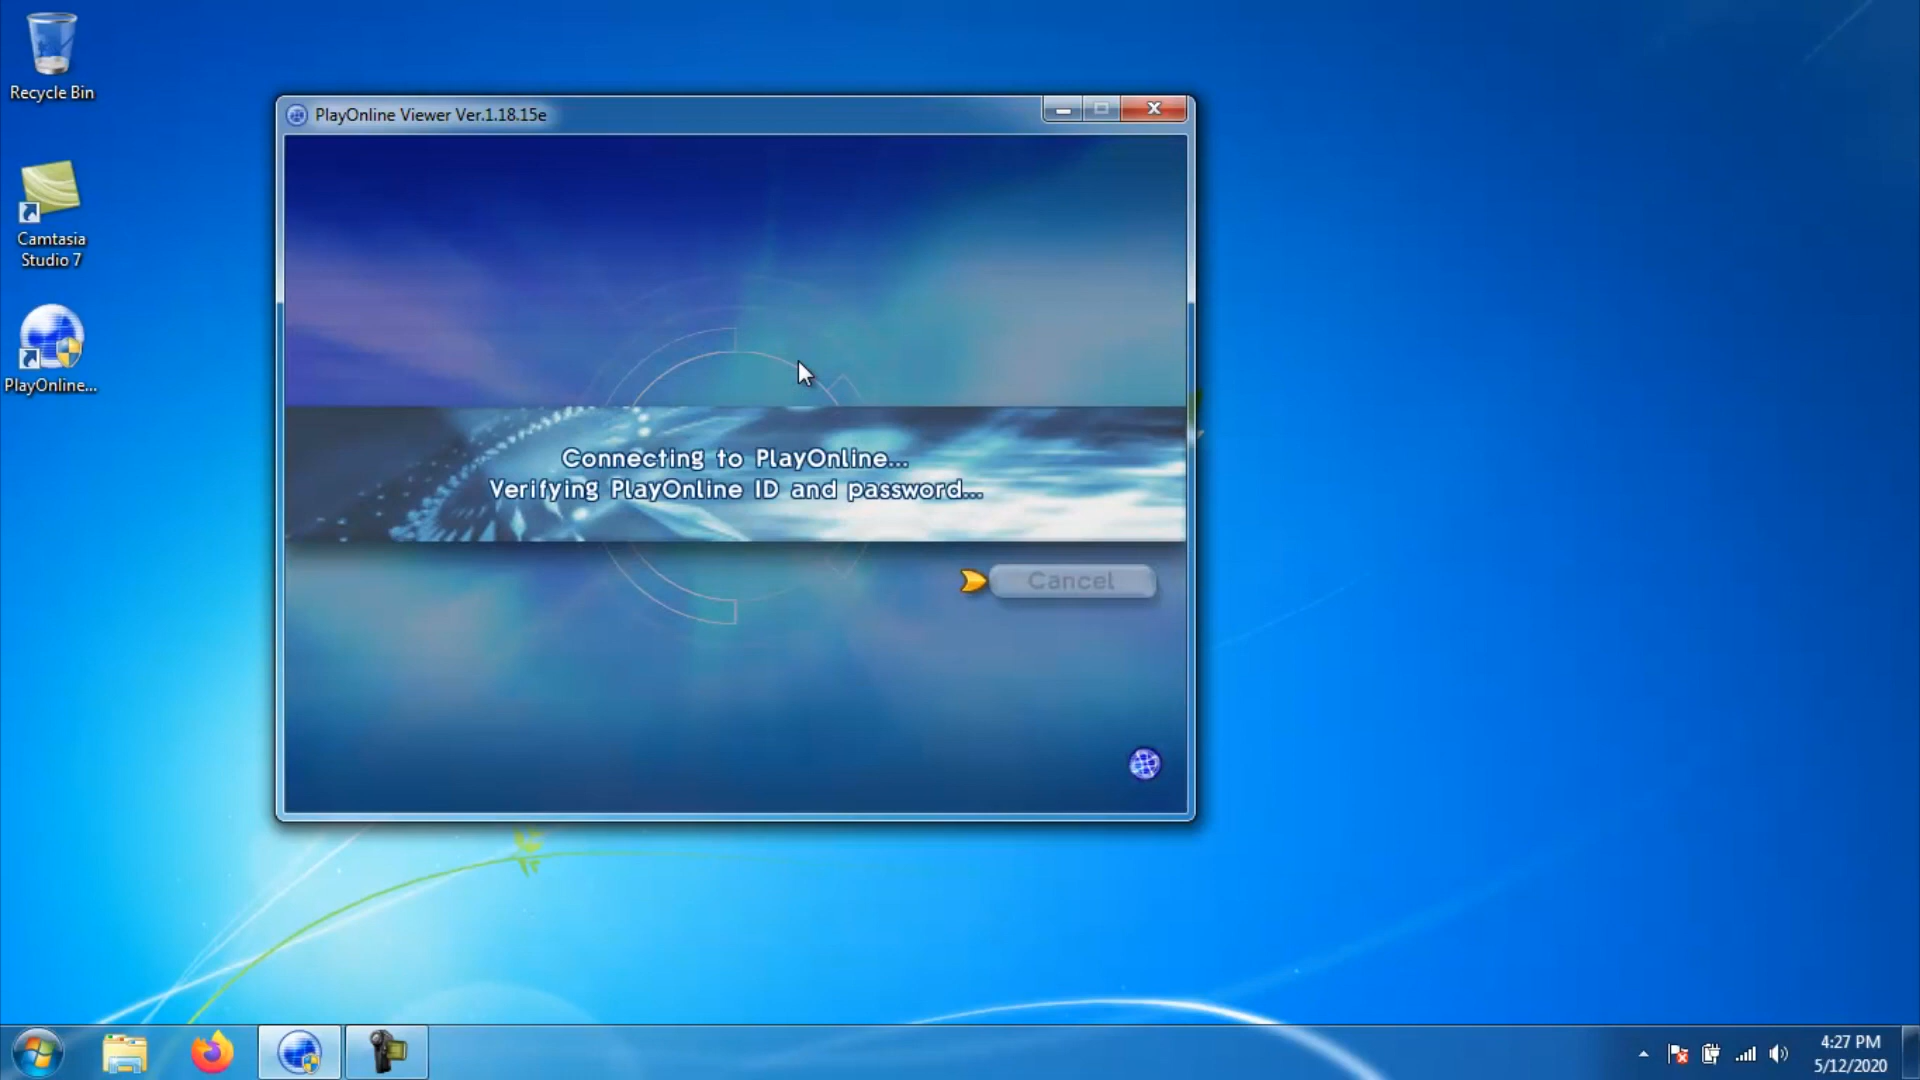 Recycle Bin
Camtasia
Studio 7
PlayOnline...
PlayOnline Viewer Ver.1.18.15e
Connecting to PlayOnline...
Verifying PlayOnline ID and password...
Cancel
4:27 PM
5/12/2020